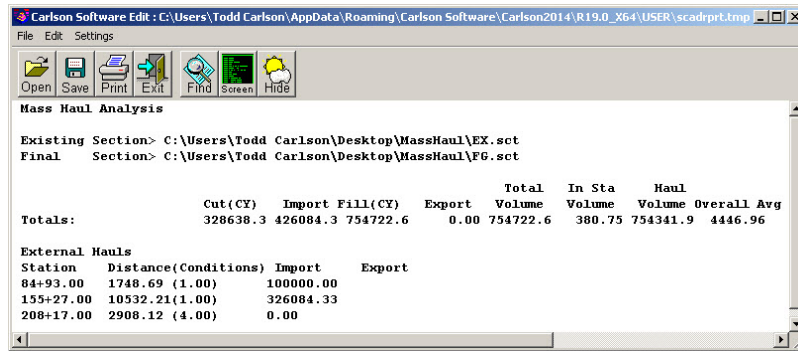 Carlson Software Edit : C:\Users\Todd Carlson\AppData\Roaming\Carlson Software\Carlson2014\R19.0_X64\USER\scadrprt.tmp
File Edit Settings
Open Save Print Exit Find Screen Hide
Mass Haul Analysis
Existing Section> C:\Users\Todd Carlson\Desktop\MassHaul\EX.sct
Final Section> C:\Users\Todd Carlson\Desktop\MassHaul\FG.sct
Total In Sta Haul
Cut(CY) Import Fill(CY) Export Volume Volume Volume Overall Avg
Totals: 328638.3 426084.3 754722.6 0.00 754722.6 380.75 754341.9 4446.96
External Hauls
Station Distance(Conditions) Import Export
84+93.00 1748.69 (1.00) 100000.00
155+27.00 10532.21(1.00) 326084.33
208+17.00 2908.12 (4.00) 0.00